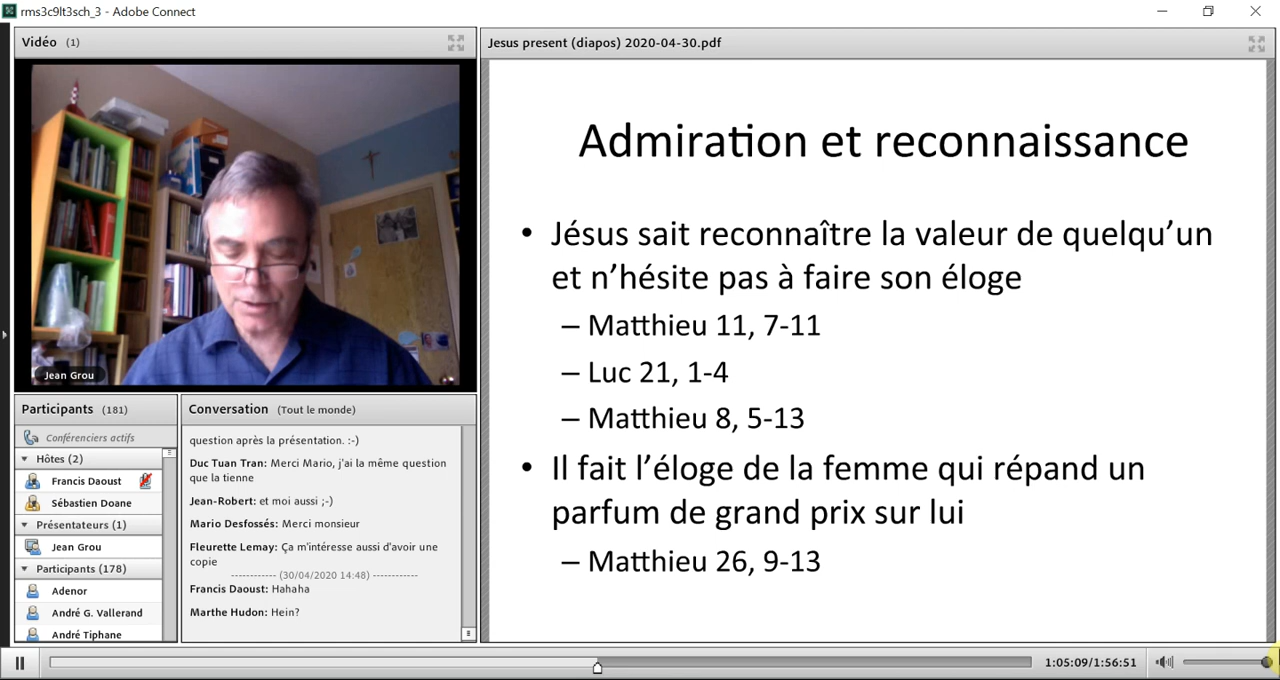 rms3c9lt3sch_3 - Adobe Connect
Vidéo (1)
Jean Grou
Participants (181)
Conférenciers actifs
Hôtes (2)
Francis Daoust
Sébastien Doane
Présentateurs (1)
Jean Grou
Participants (178)
Adenor
André G. Vallerand
André Tiphane
Conversation (Tout le monde)
question après la présentation. :-)
Duc Tuan Tran: Merci Mario, j'ai la même question
que la tienne
Jean-Robert: et moi aussi ;-)
Mario Desfossés: Merci monsieur
Fleurette Lemay: Ça m'intéresse aussi d'avoir une
copie
------------ (30/04/2020 14:48) ------------
Francis Daoust: Hahaha
Marthe Hudon: Hein?
Jesus present (diapos) 2020-04-30.pdf
Admiration et reconnaissance
• Jésus sait reconnaître la valeur de quelqu’un
et n’hésite pas à faire son éloge
– Matthieu 11, 7-11
– Luc 21, 1-4
– Matthieu 8, 5-13
• Il fait l’éloge de la femme qui répand un
parfum de grand prix sur lui
– Matthieu 26, 9-13
1:05:09/1:56:51